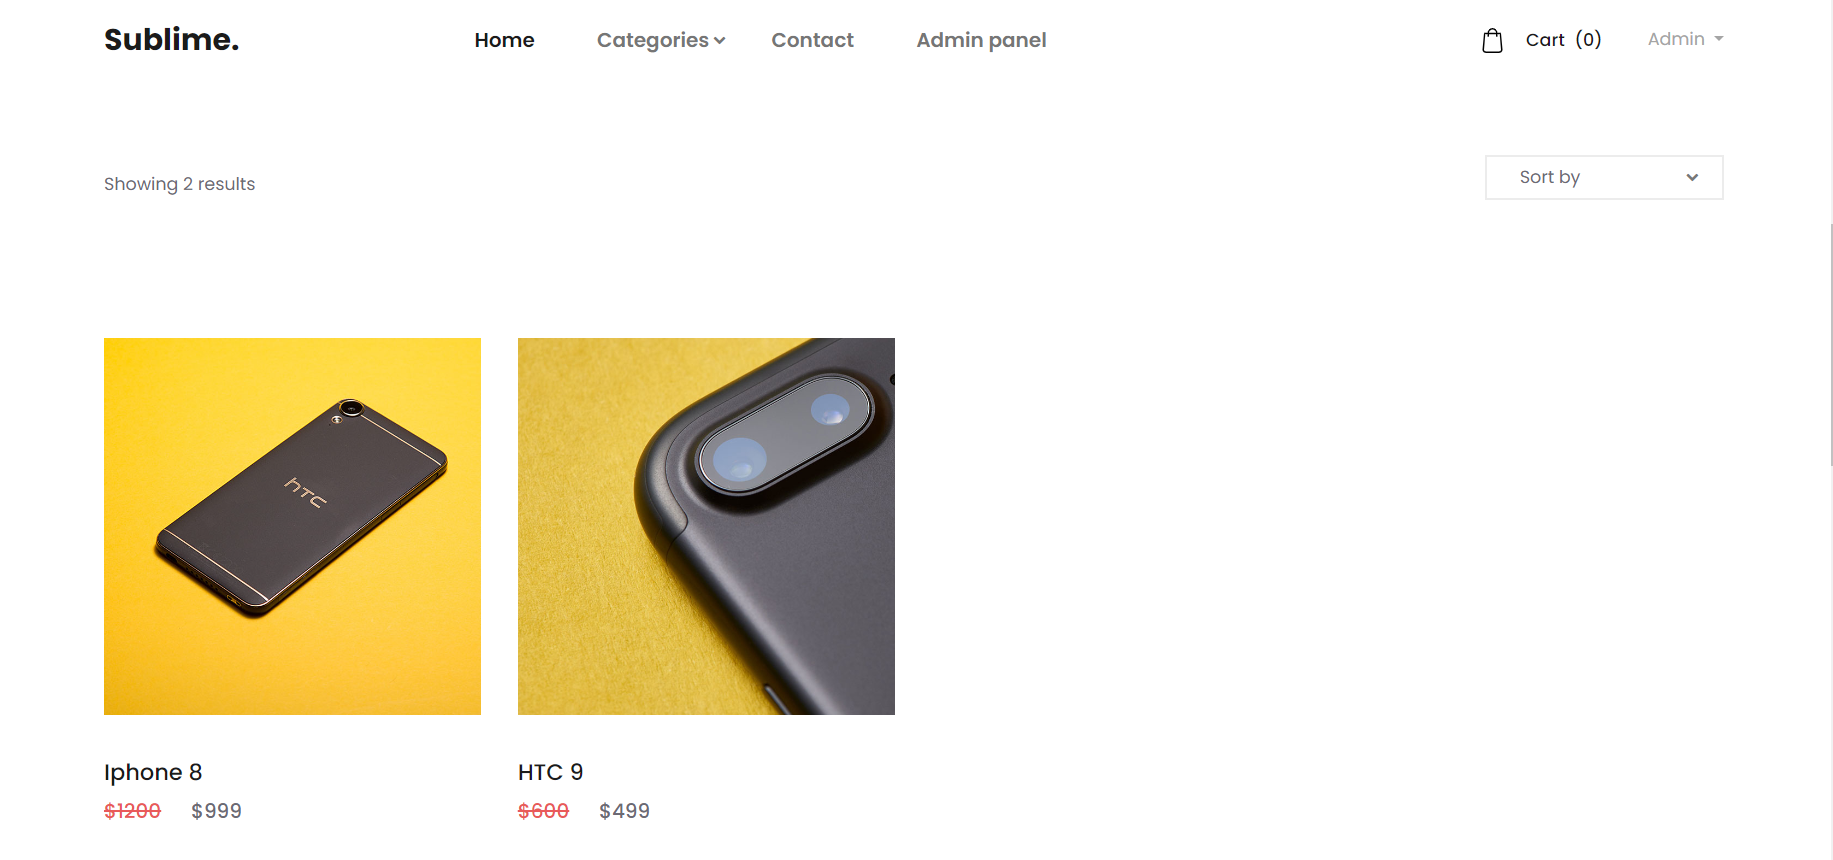 Sublime.
Home Categories Contact Admin panel
Cart (0) Admin
Showing 2 results
Sort by
hTC
Iphone 8
$1200 $999
HTC 9
$600 $499